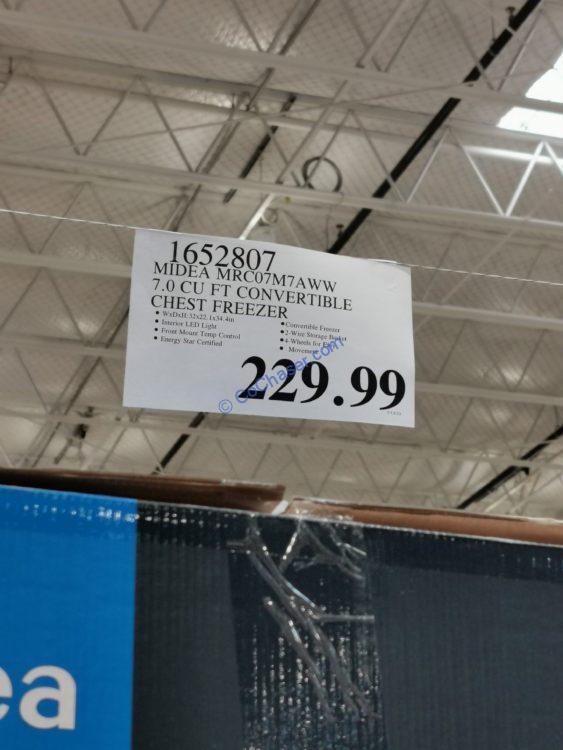 1652807
MIDEA MRC07M7AWW
7.0 CU FT CONVERTIBLE
CHEST FREEZER
• WxDxH:32x22.1x34.4in
• Interior LED Light
• Front Mount Temp Control
• Energy Star Certified
• Convertible Freezer
• 2-Wire Storage Basket
• 4-Wheels for Easy
• Movement
229.99
© CoChaser.com
ea